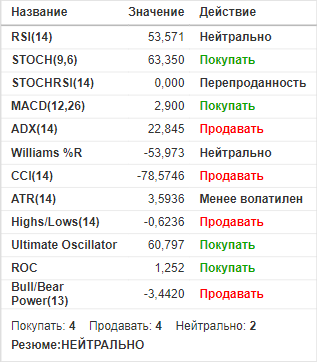 Название Значение Действие
RSI(14) 53,571 Нейтрально
STOCH(9,6) 63,350 Покупать
STOCHRSI(14) 0,000 Перепроданность
MACD(12,26) 2,900 Покупать
ADX(14) 22,845 Продавать
Williams %R -53,973 Нейтрально
CCI(14) -78,5746 Продавать
ATR(14) 3,5936 Менее волатилен
Highs/Lows(14) -0,6236 Продавать
Ultimate Oscillator 60,797 Покупать
ROC 1,252 Покупать
Bull/Bear
Power(13) -3,4420 Продавать
Покупать: 4 Продавать: 4 Нейтрально: 2
Резюме:НЕЙТРАЛЬНО